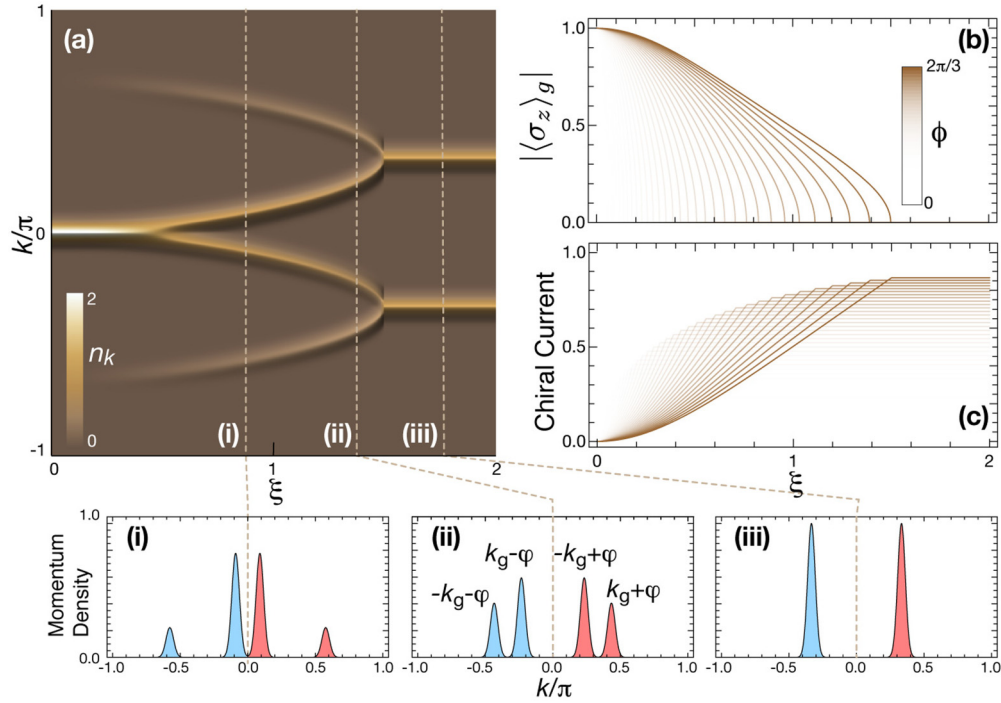 1
(a)
k/π
0
2
n_k
0
(i)
(ii)
(iii)
-1
0
1
2
ξ
1.0
(b)
2π/3
|⟨σ_z⟩_g|
0.5
ϕ
0
0.0
0
1
2
1.0
Chiral Current
0.5
(c)
0.0
0
1
2
ξ
1.0
(i)
Momentum
Density
0.0
-1.0
-0.5
0.0
0.5
1.0
(ii)
k_g-φ
-k_g+φ
-k_g-φ
k_g+φ
-1.0
-0.5
0.0
0.5
1.0
k/π
(iii)
-1.0
-0.5
0.0
0.5
1.0